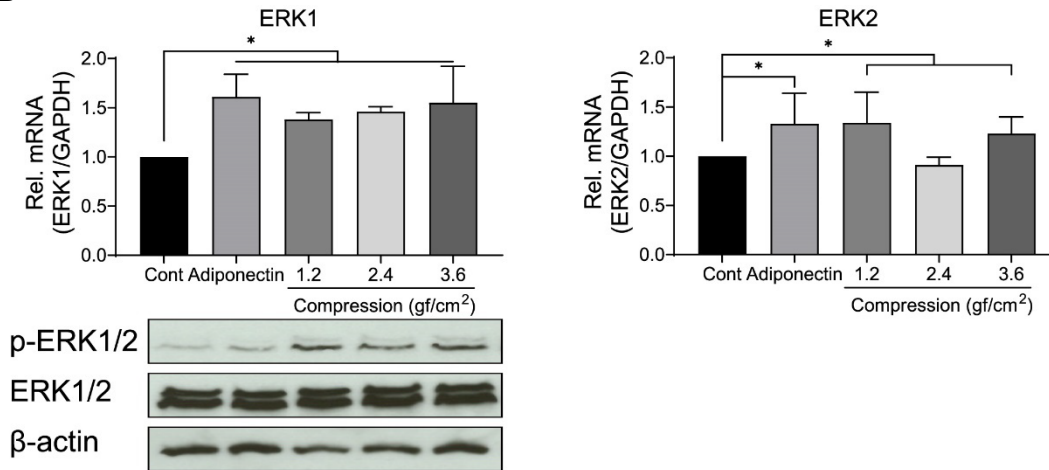 ERK1
*
2.0
1.5
1.0
0.5
0.0
Rel. mRNA
(ERK1/GAPDH)
Cont Adiponectin 1.2 2.4 3.6
Compression (gf/cm²)
ERK2
*
*
2.0
1.5
1.0
0.5
0.0
Rel. mRNA
(ERK2/GAPDH)
Cont Adiponectin 1.2 2.4 3.6
Compression (gf/cm²)
p-ERK1/2
ERK1/2
β-actin